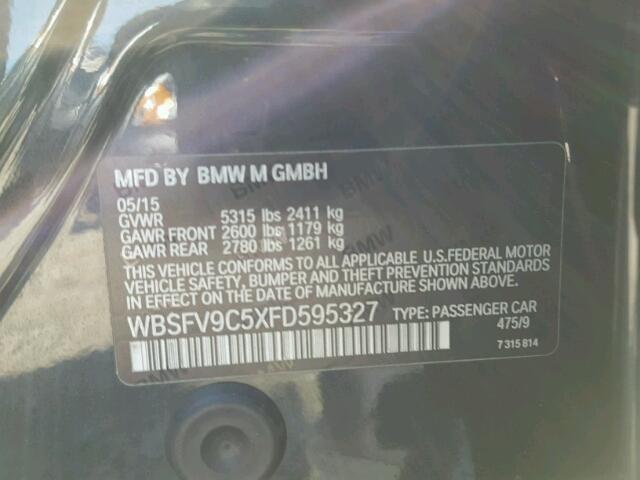 MFD BY BMW M GMBH
05/15
GVWR 5315 lbs 2411 kg
GAWR FRONT 2600 lbs 1179 kg
GAWR REAR 2780 lbs 1261 kg
THIS VEHICLE CONFORMS TO ALL APPLICABLE U.S.FEDERAL MOTOR
VEHICLE SAFETY, BUMPER AND THEFT PREVENTION STANDARDS
IN EFFECT ON THE DATE OF MANUFACTURE SHOWN ABOVE.
WBSFV9C5XFD595327 TYPE: PASSENGER CAR
475/9
7 315 814